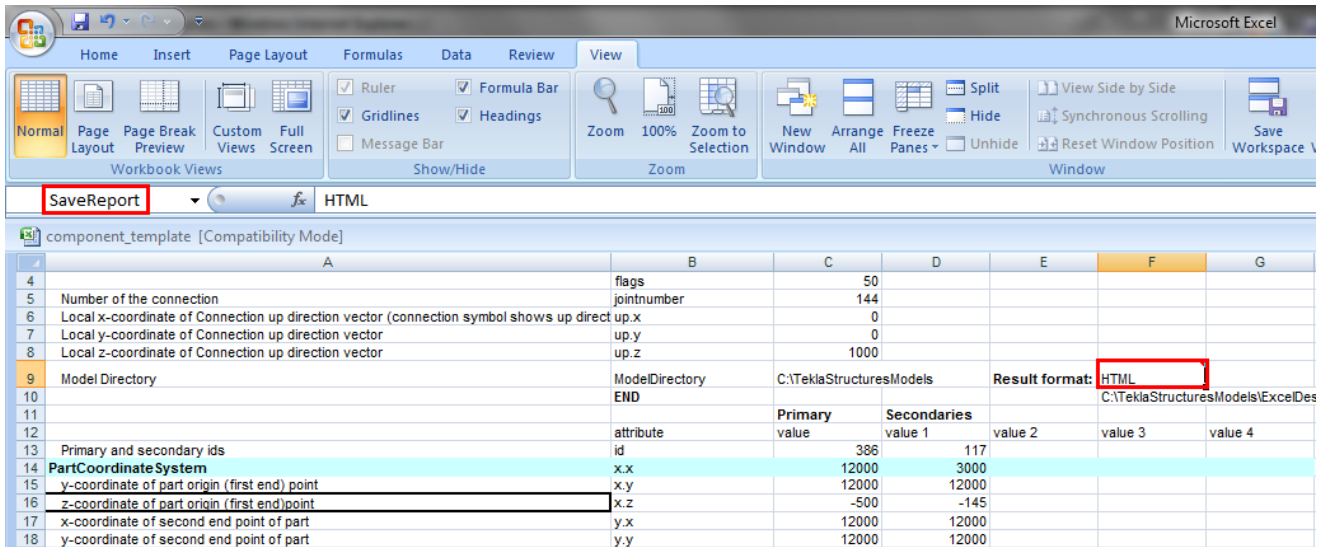 Microsoft Excel
Home Insert Page Layout Formulas Data Review View
Ruler Formula Bar
Gridlines Headings
Message Bar
Normal Page Layout Page Break Preview Custom Views Full Screen
Zoom 100% Zoom to Selection
New Window Arrange All Freeze Panes
Split
Hide
Unhide
View Side by Side
Synchronous Scrolling
Reset Window Position
Save Workspace
Workbook Views Show/Hide Zoom Window
SaveReport fx HTML
component_template [Compatibility Mode]
A B C D E F G
4 flags 50
5 Number of the connection jointnumber 144
6 Local x-coordinate of Connection up direction vector (connection symbol shows up direct up.x 0
7 Local y-coordinate of Connection up direction vector up.y 0
8 Local z-coordinate of Connection up direction vector up.z 1000
9 Model Directory ModelDirectory C:\TeklaStructuresModels Result format: HTML
10 END C:\TeklaStructuresModels\ExcelDes
11 Primary Secondaries
12 attribute value value 1 value 2 value 3 value 4
13 Primary and secondary ids id 386 117
14 PartCoordinateSystem x.x 12000 3000
15 y-coordinate of part origin (first end) point x.y 12000 12000
16 z-coordinate of part origin (first end)point x.z -500 -145
17 x-coordinate of second end point of part y.x 12000 12000
18 y-coordinate of second end point of part y.y 12000 12000